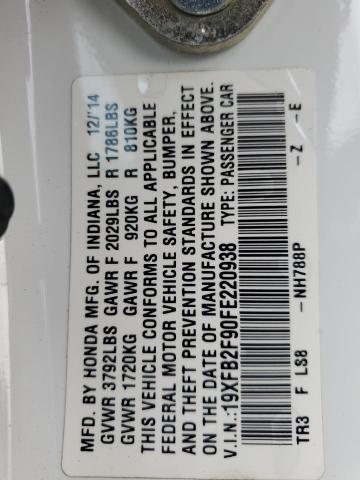 MFD. BY HONDA MFG. OF INDIANA, LLC 12/'14
GVWR 3792LBS GAWR F 2029LBS R 1786LBS
GVWR 1720KG GAWR F 920KG R 810KG
THIS VEHICLE CONFORMS TO ALL APPLICABLE
FEDERAL MOTOR VEHICLE SAFETY, BUMPER,
AND THEFT PREVENTION STANDARDS IN EFFECT
ON THE DATE OF MANUFACTURE SHOWN ABOVE.
V.I.N.: 19XFB2F90FE220938 TYPE: PASSENGER CAR
TR3 F LS8 -NH788P -Z -E